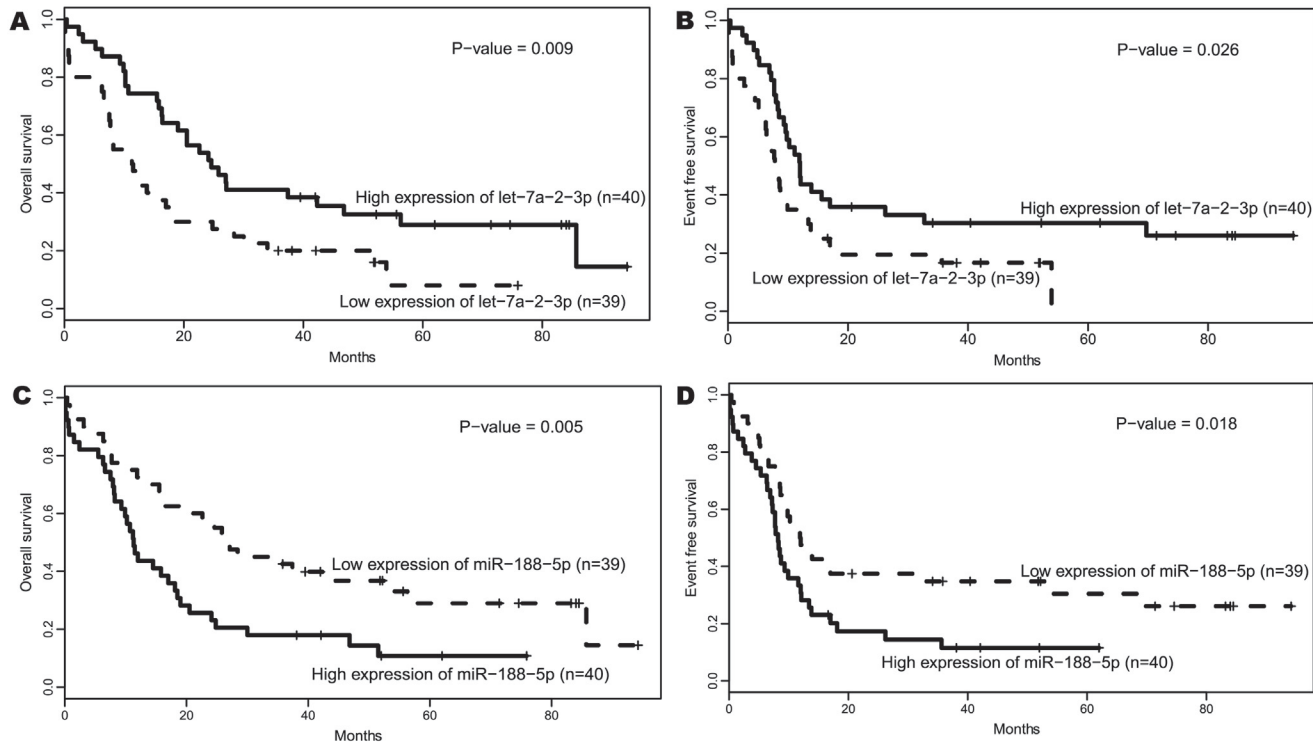 A
P−value = 0.009
Overall survival
1.0
0.8
0.6
0.4
0.2
0.0
High expression of let−7a−2−3p (n=40)
Low expression of let−7a−2−3p (n=39)
0 20 40 60 80
Months
B
P−value = 0.026
Event free survival
1.0
0.8
0.6
0.4
0.2
0.0
High expression of let−7a−2−3p (n=40)
Low expression of let−7a−2−3p (n=39)
0 20 40 60 80
Months
C
P−value = 0.005
Overall survival
1.0
0.8
0.6
0.4
0.2
0.0
Low expression of miR−188−5p (n=39)
High expression of miR−188−5p (n=40)
0 20 40 60 80
Months
D
P−value = 0.018
Event free survival
1.0
0.8
0.6
0.4
0.2
0.0
Low expression of miR−188−5p (n=39)
High expression of miR−188−5p (n=40)
0 20 40 60 80
Months